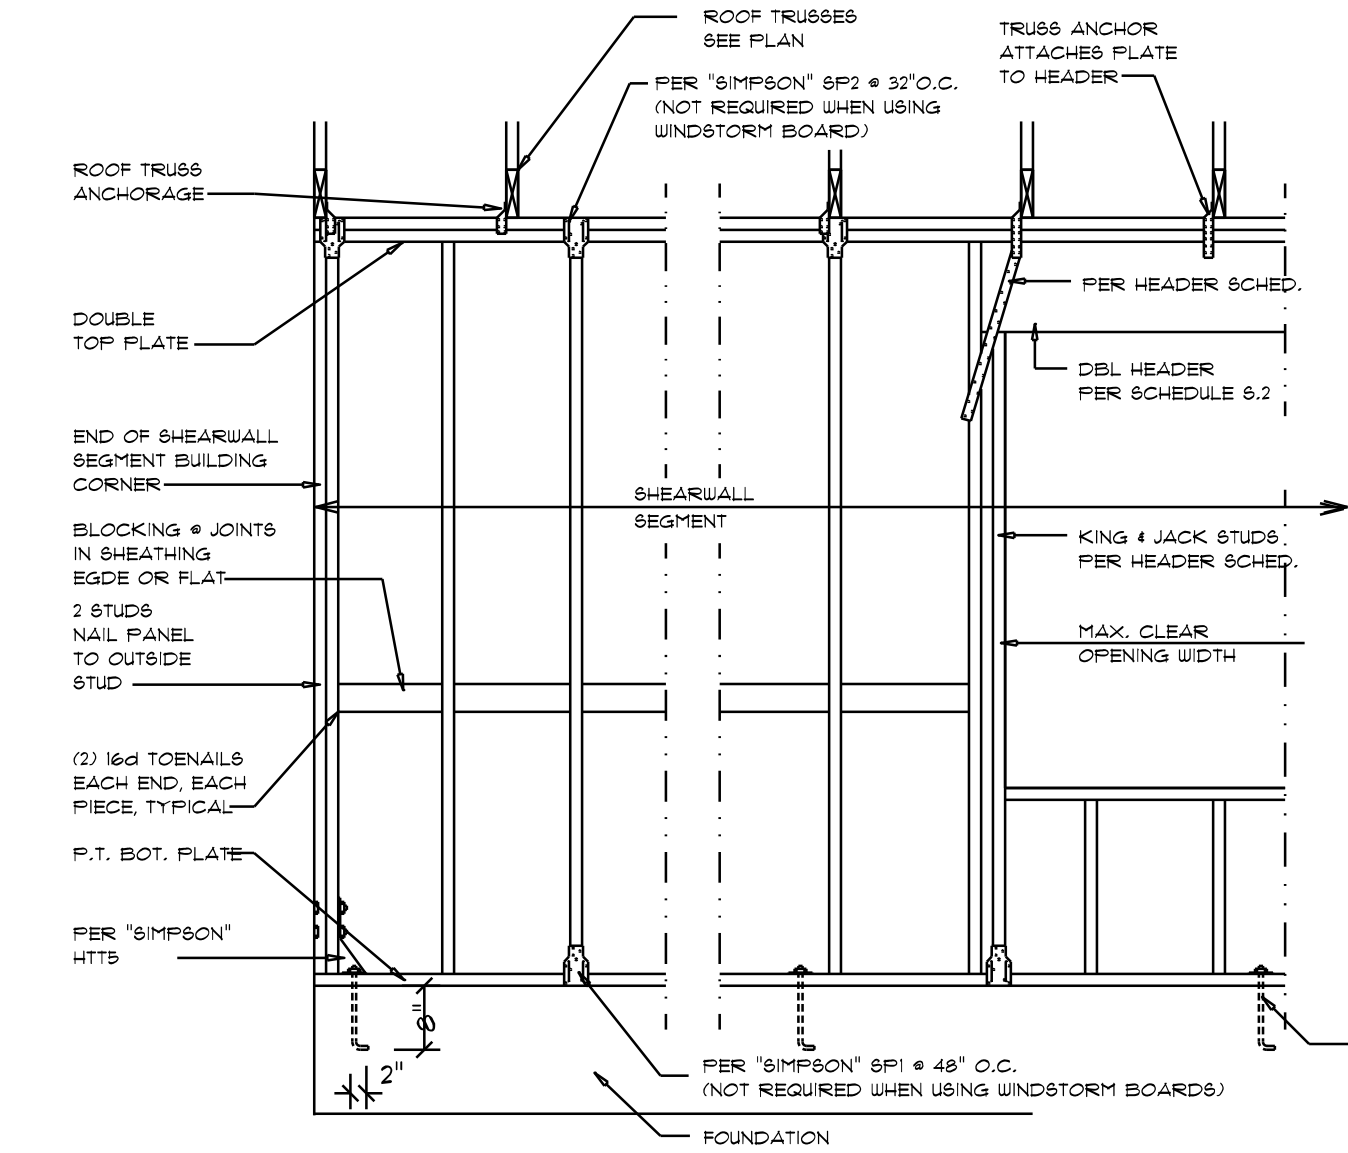 ROOF TRUSSES
SEE PLAN
TRUSS ANCHOR
ATTACHES PLATE
TO HEADER
PER "SIMPSON" SP2 @ 32"O.C.
(NOT REQUIRED WHEN USING
WINDSTORM BOARD)
ROOF TRUSS
ANCHORAGE
PER HEADER SCHED.
DOUBLE
TOP PLATE
DBL HEADER
PER SCHEDULE S.2
END OF SHEARWALL
SEGMENT BUILDING
CORNER
SHEARWALL
SEGMENT
BLOCKING @ JOINTS
IN SHEATHING
EGDE OR FLAT
KING & JACK STUDS
PER HEADER SCHED.
2 STUDS
NAIL PANEL
TO OUTSIDE
STUD
MAX. CLEAR
OPENING WIDTH
(2) 16d TOENAILS
EACH END, EACH
PIECE, TYPICAL
P.T. BOT. PLATE
PER "SIMPSON"
HTT5
8"
2"
PER "SIMPSON" SP1 @ 48" O.C.
(NOT REQUIRED WHEN USING WINDSTORM BOARDS)
FOUNDATION